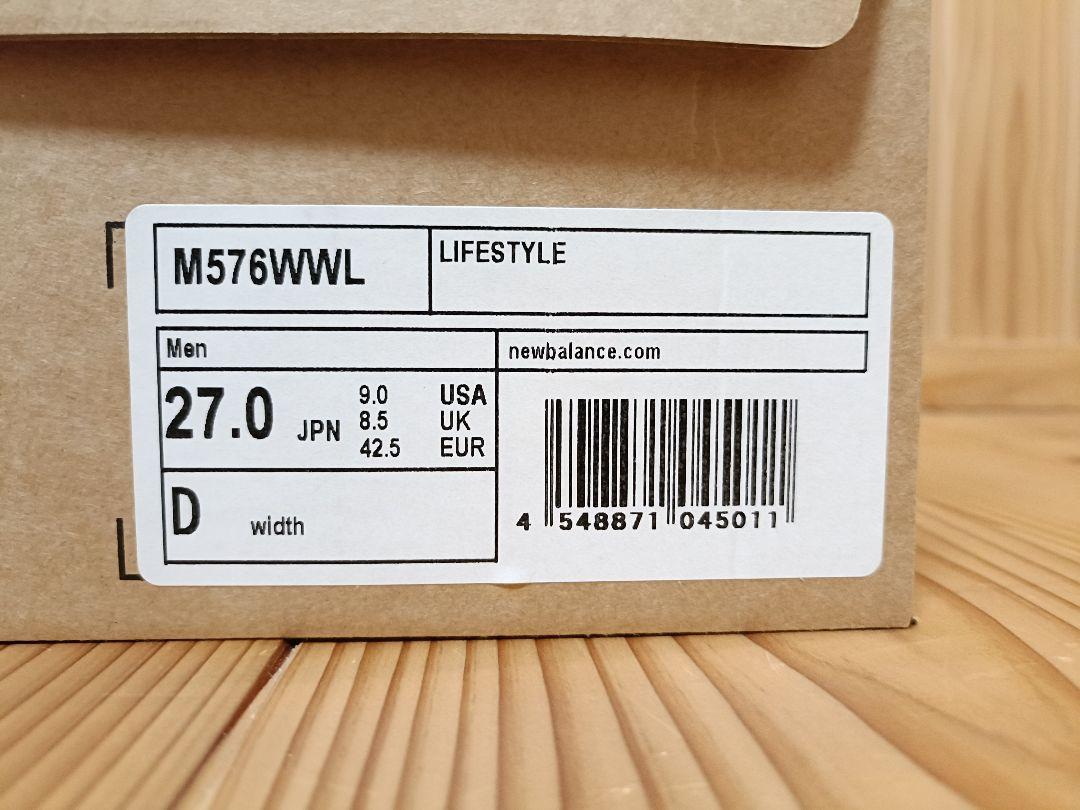 M576WWL
LIFESTYLE
Men
newbalance.com
27.0 JPN
9.0 USA
8.5 UK
42.5 EUR
D width
4 548871 045011